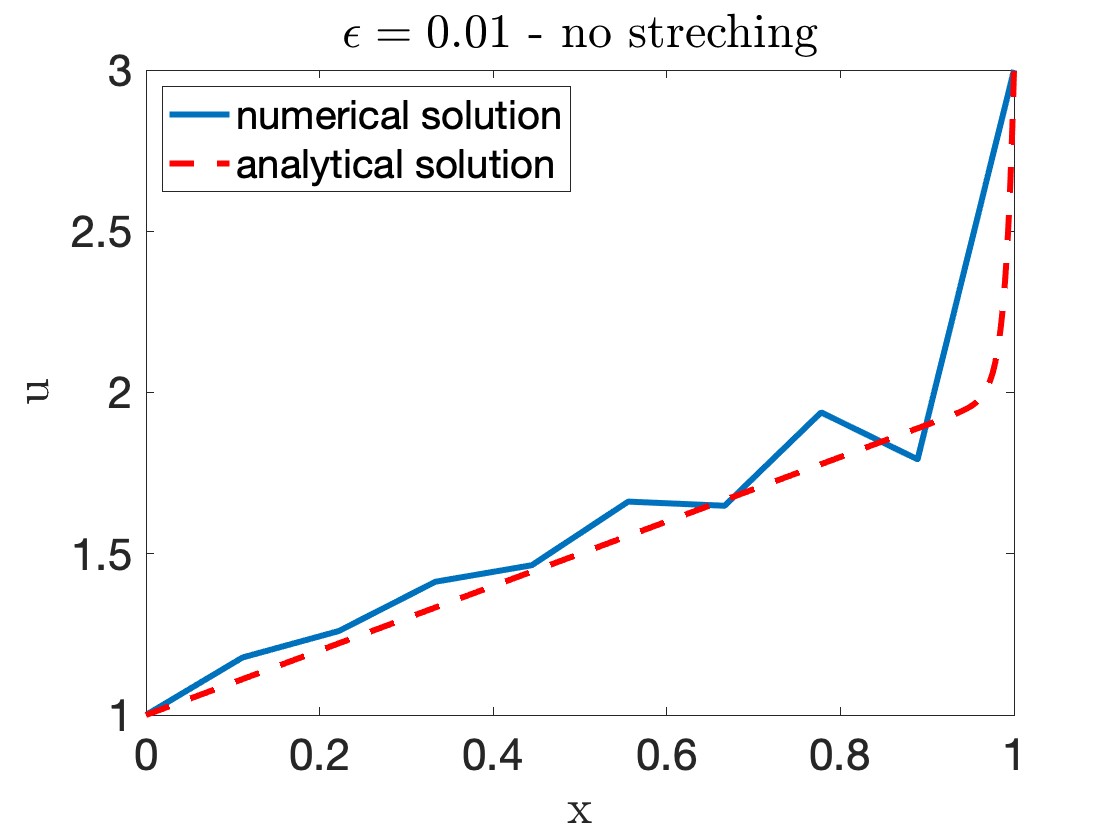 ϵ = 0.01 - no streching
3
2.5
2
1.5
1
numerical solution
analytical solution
u
0 0.2 0.4 0.6 0.8 1
x